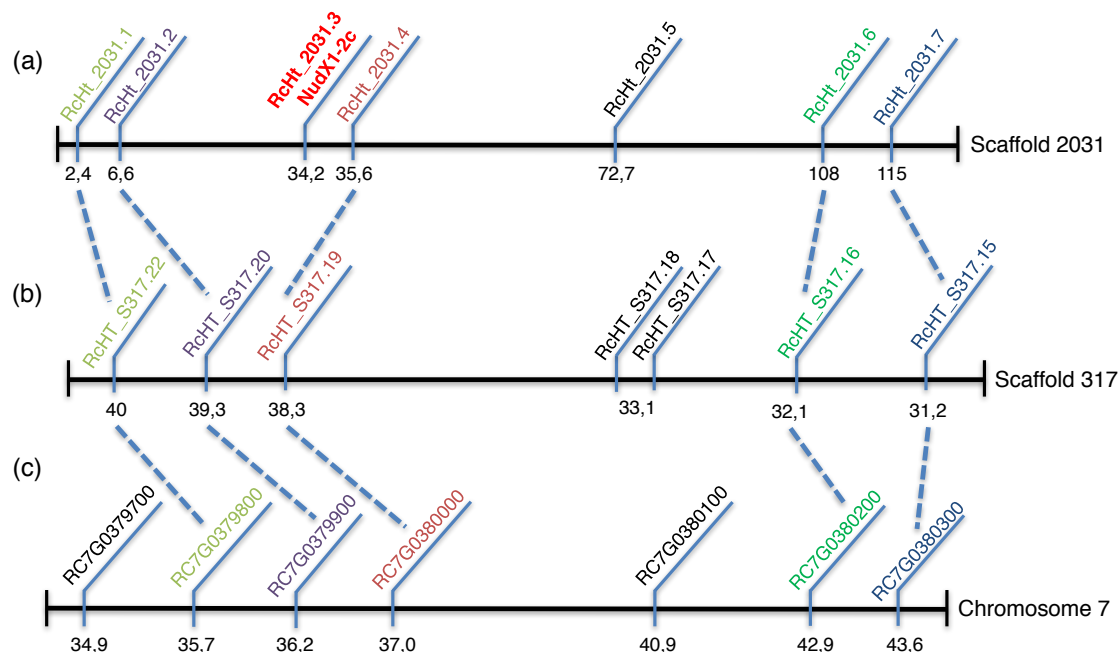 (a)
RcHt_2031.1
RcHt_2031.2
RcHt_2031.3
NudX1-2c
RcHt_2031.4
RcHt_2031.5
RcHt_2031.6
RcHt_2031.7
Scaffold 2031
2,4
6,6
34,2
35,6
72,7
108
115
(b)
RcHT_S317.22
RcHT_S317.20
RcHT_S317.19
RcHT_S317.18
RcHT_S317.17
RcHT_S317.16
RcHT_S317.15
Scaffold 317
40
39,3
38,3
33,1
32,1
31,2
(c)
RC7G0379700
RC7G0379800
RC7G0379900
RC7G0380000
RC7G0380100
RC7G0380200
RC7G0380300
Chromosome 7
34,9
35,7
36,2
37,0
40,9
42,9
43,6